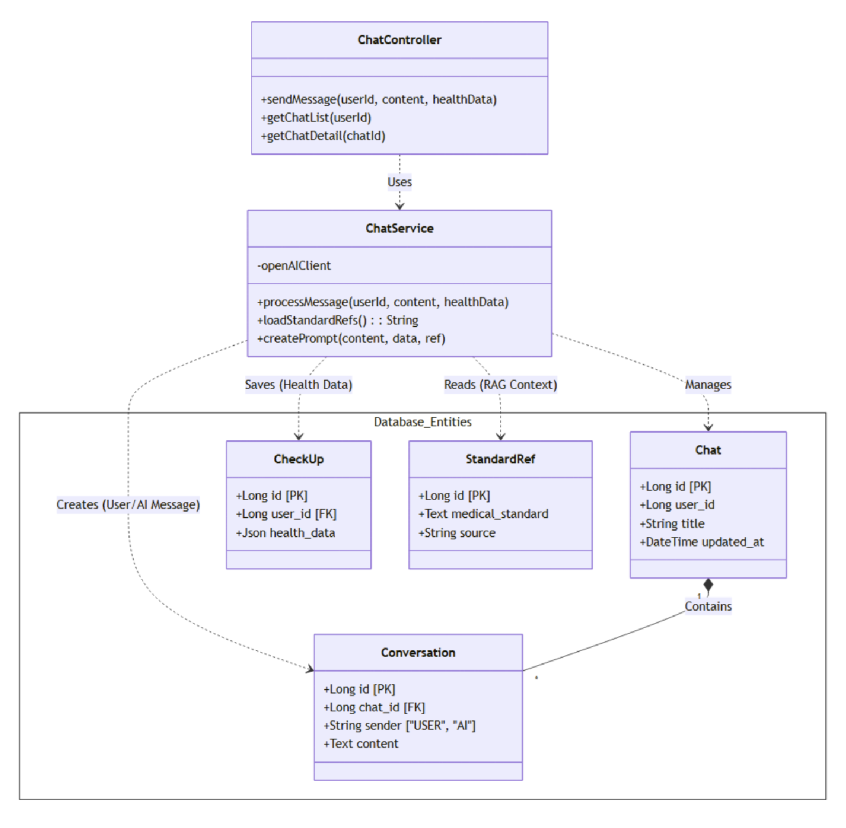 ChatController
+sendMessage(userId, content, healthData)
+getChatList(userId)
+getChatDetail(chatId)
Uses
ChatService
-openAIClient
+processMessage(userId, content, healthData)
+loadStandardRefs() : : String
+createPrompt(content, data, ref)
Saves (Health Data)
Reads (RAG Context)
Manages
Database_Entities
CheckUp
+Long id [PK]
+Long user_id [FK]
+Json health_data
StandardRef
+Long id [PK]
+Text medical_standard
+String source
Chat
+Long id [PK]
+Long user_id
+String title
+DateTime updated_at
Creates (User/AI Message)
1
Contains
*
Conversation
+Long id [PK]
+Long chat_id [FK]
+String sender ["USER", "AI"]
+Text content